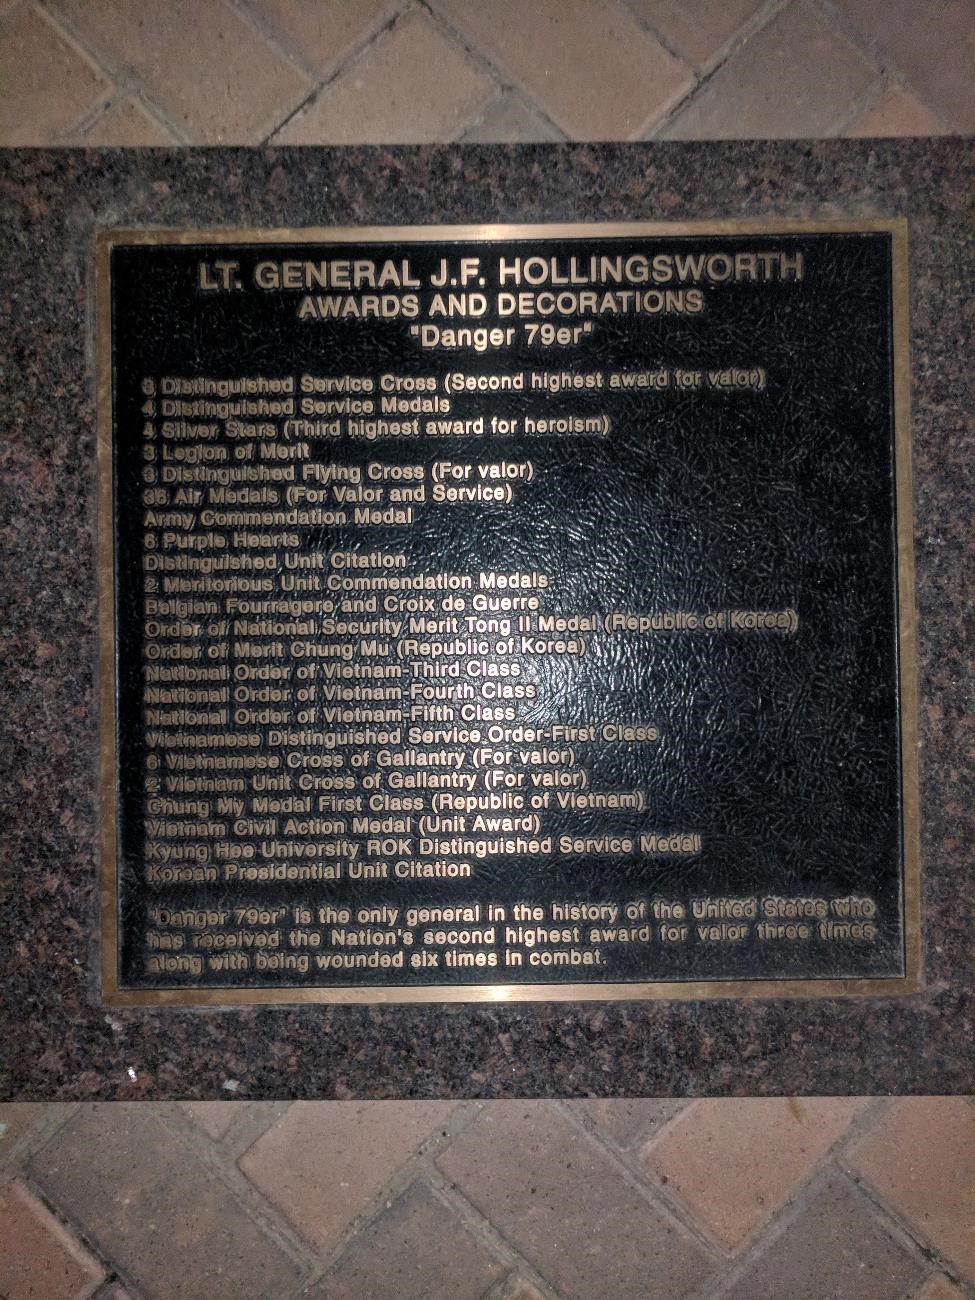 LT. GENERAL J.F. HOLLINGSWORTH
AWARDS AND DECORATIONS
"Danger 79er"
3 Distinguished Service Cross (Second highest award for valor)
4 Distinguished Service Medals
4 Silver Stars (Third highest award for heroism)
3 Legion of Merit
3 Distinguished Flying Cross (For valor)
38 Air Medals (For Valor and Service)
Army Commendation Medal
6 Purple Hearts
Distinguished Unit Citation
2 Meritorious Unit Commendation Medals
Belgian Fourragere and Croix de Guerre
Order of National Security Merit Tong II Medal (Republic of Korea)
Order of Merit Chung Mu (Republic of Korea)
National Order of Vietnam-Third Class
National Order of Vietnam-Fourth Class
National Order of Vietnam-Fifth Class
Vietnamese Distinguished Service Order-First Class
6 Vietnamese Cross of Gallantry (For valor)
2 Vietnam Unit Cross of Gallantry (For valor)
Chung My Medal First Class (Republic of Vietnam)
Vietnam Civil Action Medal (Unit Award)
Kyung Hee University ROK Distinguished Service Medal
Korean Presidential Unit Citation
"Danger 79er" is the only general in the history of the United States who
has received the Nation's second highest award for valor three times
along with being wounded six times in combat.